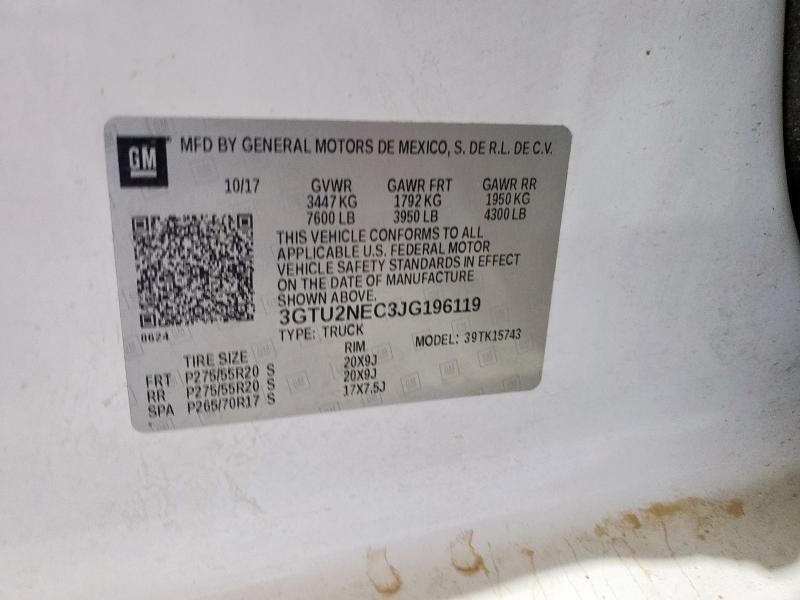 GM MFD BY GENERAL MOTORS DE MEXICO, S. DE R.L. DE C.V.
10/17 GVWR GAWR FRT GAWR RR
3447 KG 1792 KG 1950 KG
7600 LB 3950 LB 4300 LB
THIS VEHICLE CONFORMS TO ALL
APPLICABLE U.S. FEDERAL MOTOR
VEHICLE SAFETY STANDARDS IN EFFECT
ON THE DATE OF MANUFACTURE
SHOWN ABOVE.
3GTU2NEC3JG196119
0624
TYPE: TRUCK MODEL: 39TK15743
TIRE SIZE RIM
FRT P275/55R20 S 20X9J
RR P275/55R20 S 20X9J
SPA P265/70R17 S 17X7.5J